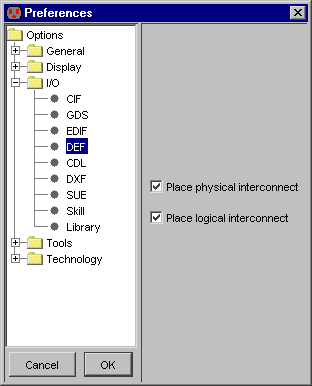 Preferences
Options
General
Display
I/O
CIF
GDS
EDIF
DEF
CDL
DXF
SUE
Skill
Library
Tools
Technology
Place physical interconnect
Place logical interconnect
Cancel
OK